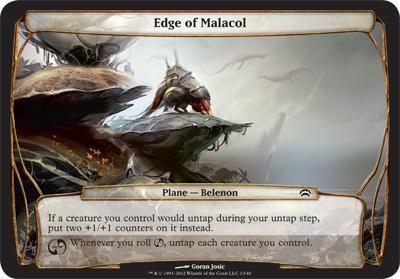 Edge of Malacol
Plane — Belenon
If a creature you control would untap during your untap step,
put two +1/+1 counters on it instead.
Whenever you roll , untap each creature you control.
Goran Josic
™ & © 1993–2012 Wizards of the Coast LLC 13/40